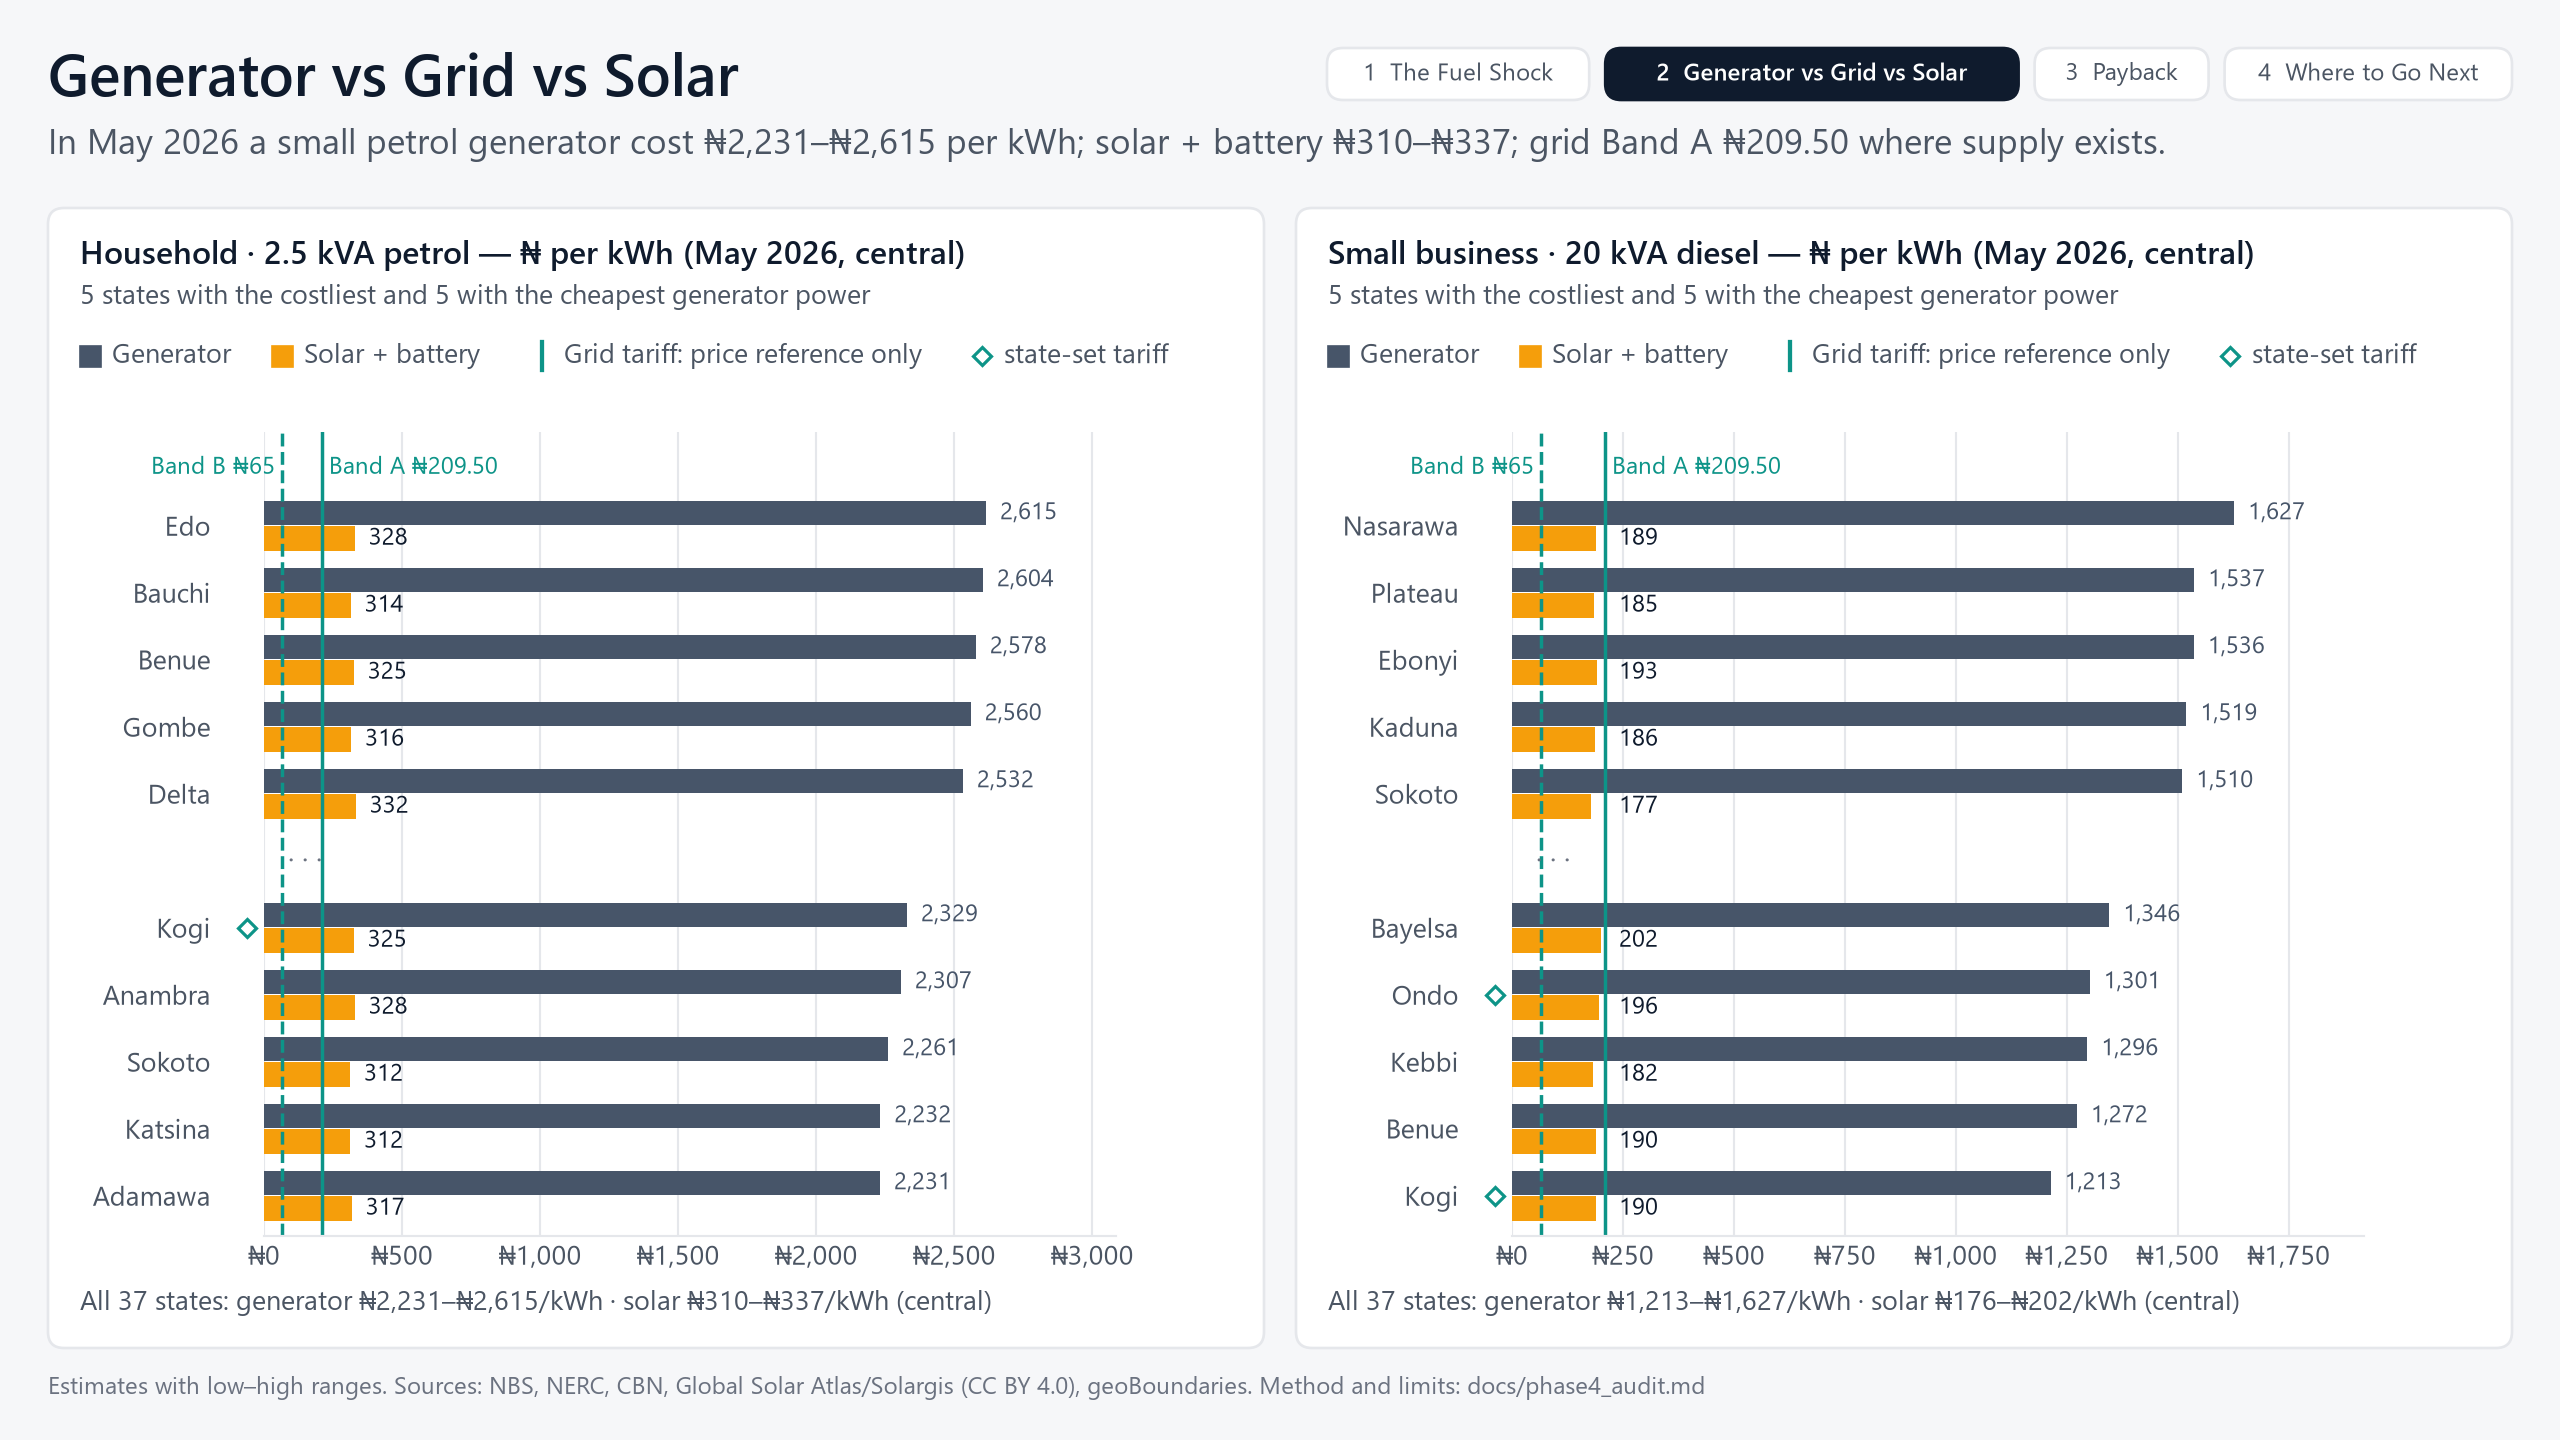 Generator vs Grid vs Solar
1 The Fuel Shock
2 Generator vs Grid vs Solar
3 Payback
4 Where to Go Next
In May 2026 a small petrol generator cost ₦2,231–₦2,615 per kWh; solar + battery ₦310–₦337; grid Band A ₦209.50 where supply exists.
Household · 2.5 kVA petrol — ₦ per kWh (May 2026, central)
5 states with the costliest and 5 with the cheapest generator power
Generator
Solar + battery
Grid tariff: price reference only
state-set tariff
Band B ₦65
Band A ₦209.50
Edo
2,615
328
Bauchi
2,604
314
Benue
2,578
325
Gombe
2,560
316
Delta
2,532
332
· · ·
Kogi
2,329
325
Anambra
2,307
328
Sokoto
2,261
312
Katsina
2,232
312
Adamawa
2,231
317
₦0
₦500
₦1,000
₦1,500
₦2,000
₦2,500
₦3,000
All 37 states: generator ₦2,231–₦2,615/kWh · solar ₦310–₦337/kWh (central)
Small business · 20 kVA diesel — ₦ per kWh (May 2026, central)
5 states with the costliest and 5 with the cheapest generator power
Generator
Solar + battery
Grid tariff: price reference only
state-set tariff
Band B ₦65
Band A ₦209.50
Nasarawa
1,627
189
Plateau
1,537
185
Ebonyi
1,536
193
Kaduna
1,519
186
Sokoto
1,510
177
· · ·
Bayelsa
1,346
202
Ondo
1,301
196
Kebbi
1,296
182
Benue
1,272
190
Kogi
1,213
190
₦0
₦250
₦500
₦750
₦1,000
₦1,250
₦1,500
₦1,750
All 37 states: generator ₦1,213–₦1,627/kWh · solar ₦176–₦202/kWh (central)
Estimates with low–high ranges. Sources: NBS, NERC, CBN, Global Solar Atlas/Solargis (CC BY 4.0), geoBoundaries. Method and limits: docs/phase4_audit.md